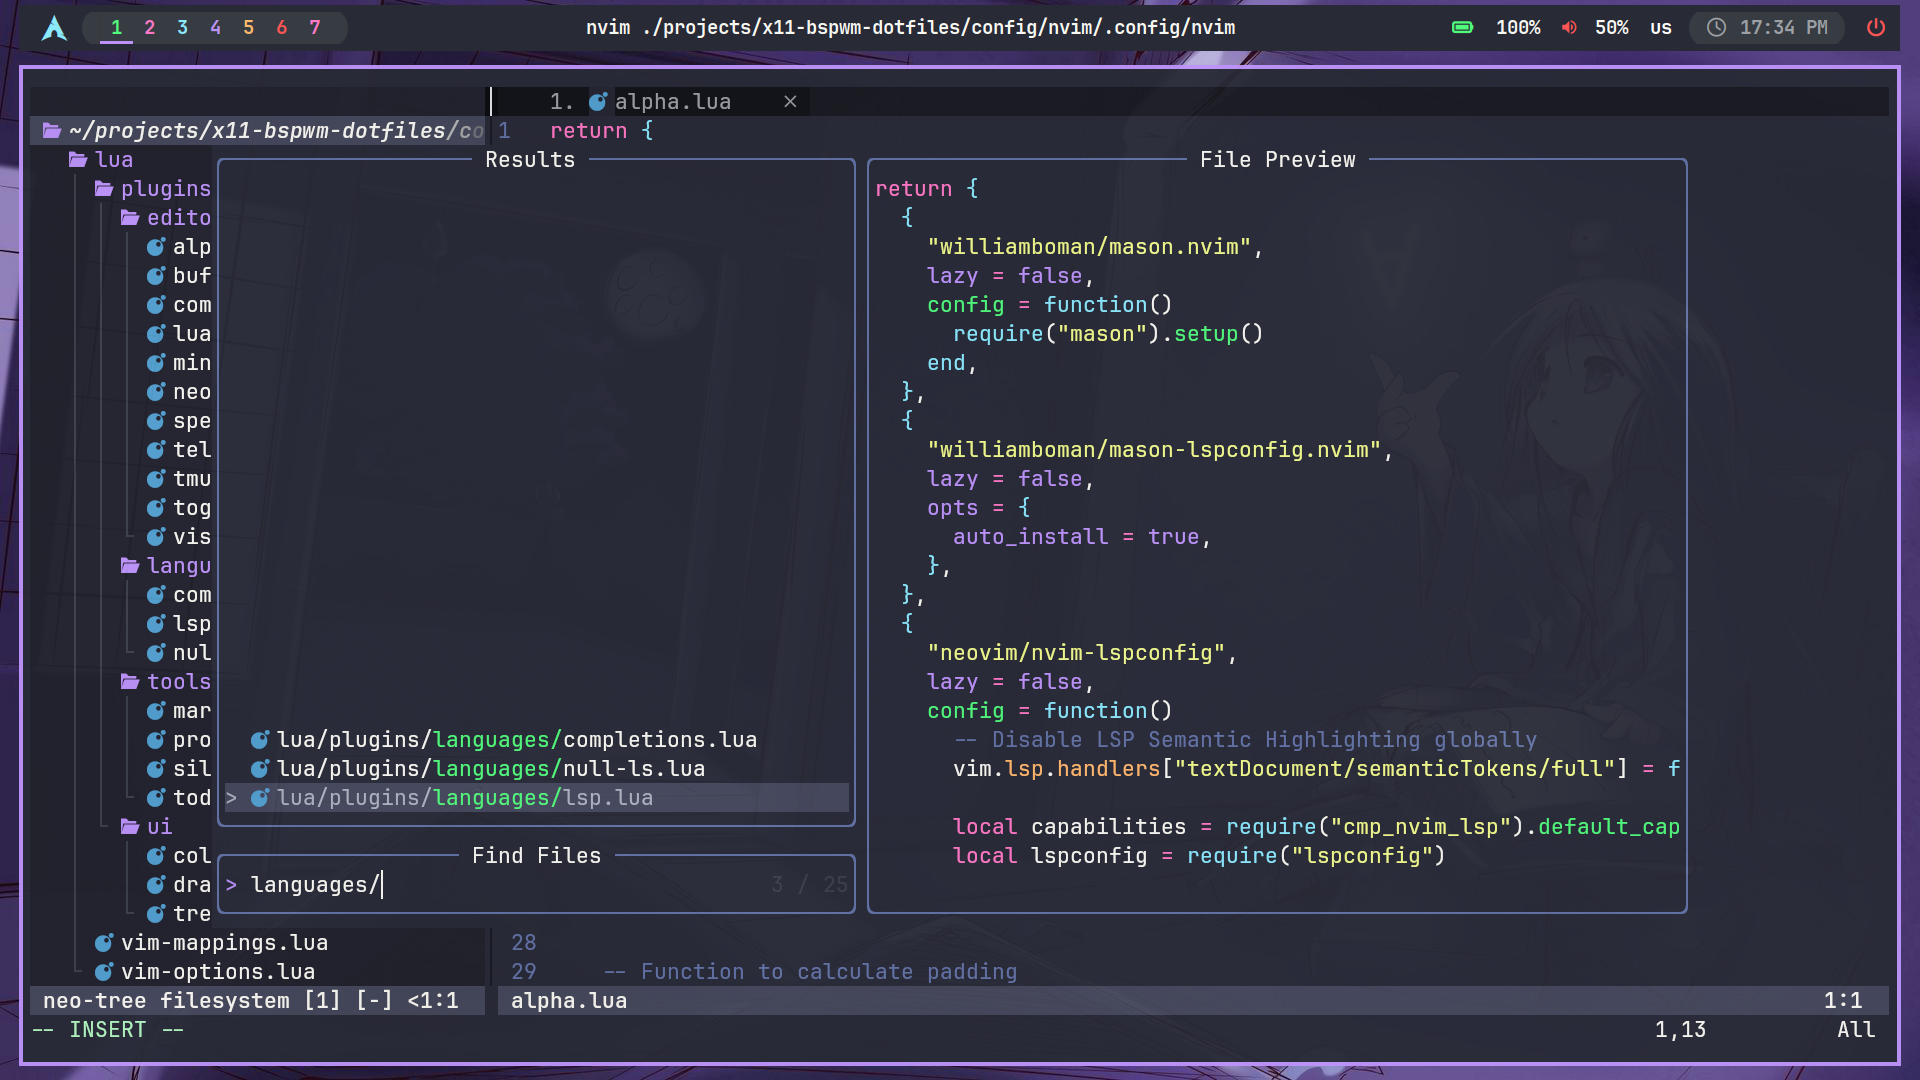 1 2 3 4 5 6 7 nvim ./projects/x11-bspwm-dotfiles/config/nvim/.config/nvim 100% 50% us 17:34 PM
1. alpha.lua ×
~/projects/x11-bspwm-dotfiles/co
1 return {
lua
plugins
edito
alp
buf
com
lua
min
neo
spe
tel
tmu
tog
vis
langu
com
lsp
nul
tools
mar
pro
sil
tod
ui
col
dra
tre
vim-mappings.lua
vim-options.lua
Results
lua/plugins/languages/completions.lua
lua/plugins/languages/null-ls.lua
> lua/plugins/languages/lsp.lua
Find Files
> languages/ 3 / 25
File Preview
return {
{
"williamboman/mason.nvim",
lazy = false,
config = function()
require("mason").setup()
end,
},
{
"williamboman/mason-lspconfig.nvim",
lazy = false,
opts = {
auto_install = true,
},
},
{
"neovim/nvim-lspconfig",
lazy = false,
config = function()
-- Disable LSP Semantic Highlighting globally
vim.lsp.handlers["textDocument/semanticTokens/full"] = f
local capabilities = require("cmp_nvim_lsp").default_cap
local lspconfig = require("lspconfig")
28
29 -- Function to calculate padding
neo-tree filesystem [1] [-] <1:1
alpha.lua 1:1
-- INSERT -- 1,13 All